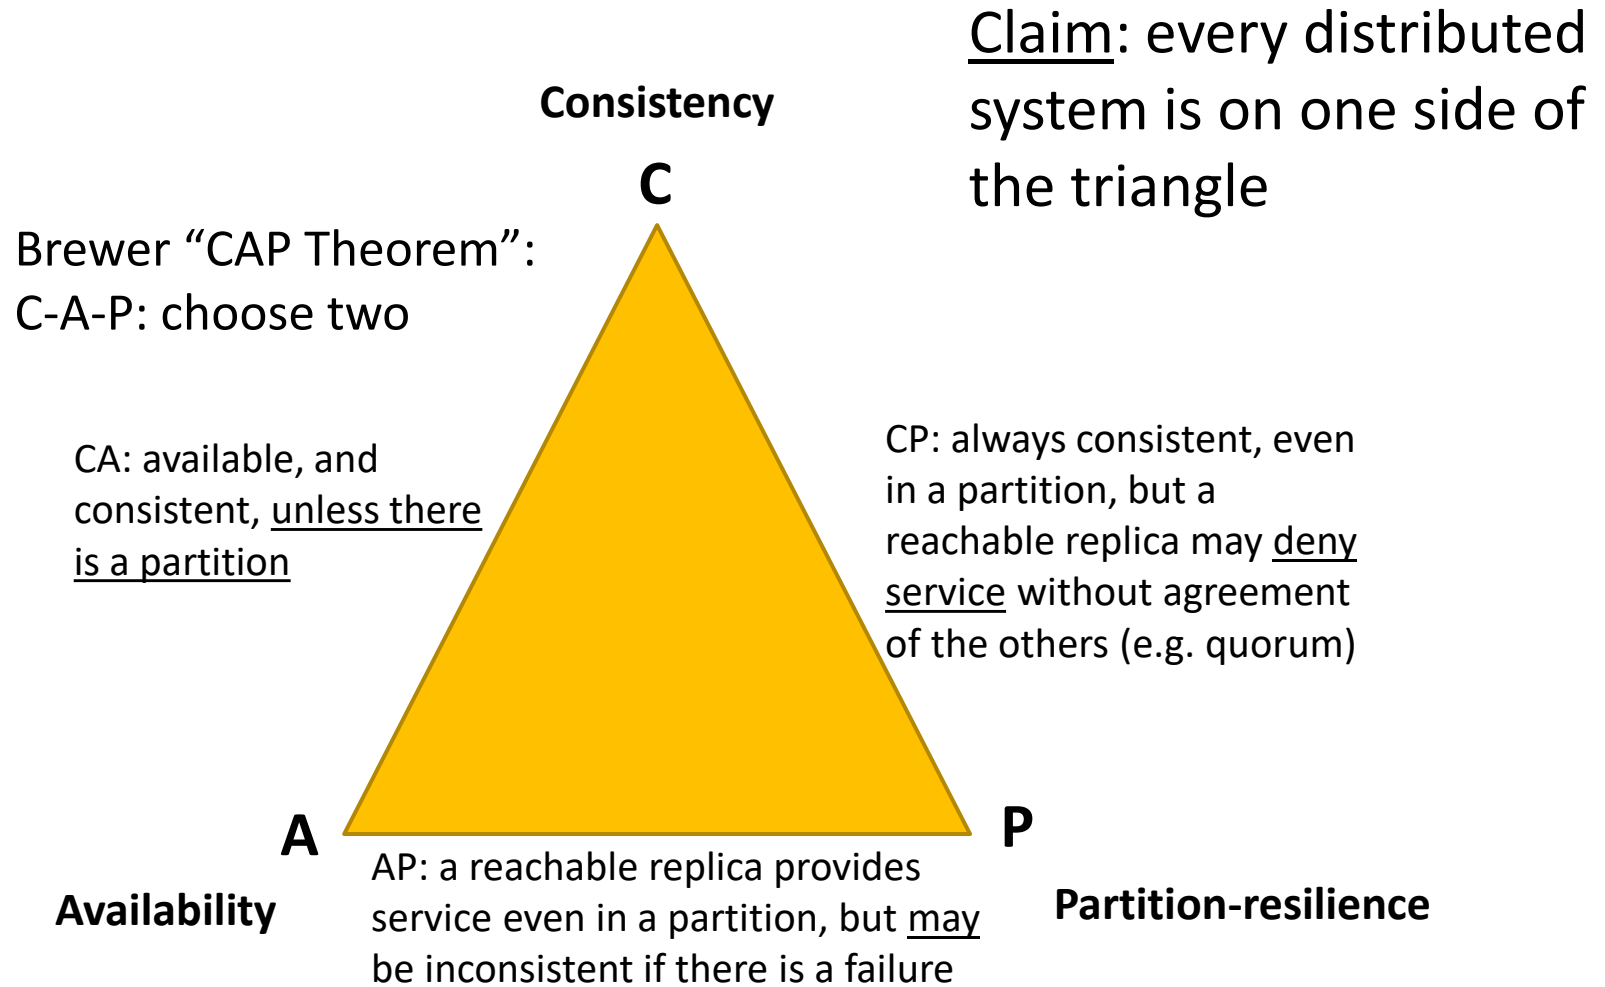 Claim: every distributed
system is on one side of
the triangle
Consistency
C
Brewer “CAP Theorem”:
C-A-P: choose two
CA: available, and
consistent, unless there
is a partition
CP: always consistent, even
in a partition, but a
reachable replica may deny
service without agreement
of the others (e.g. quorum)
A
P
Availability
AP: a reachable replica provides
service even in a partition, but may
be inconsistent if there is a failure
Partition-resilience